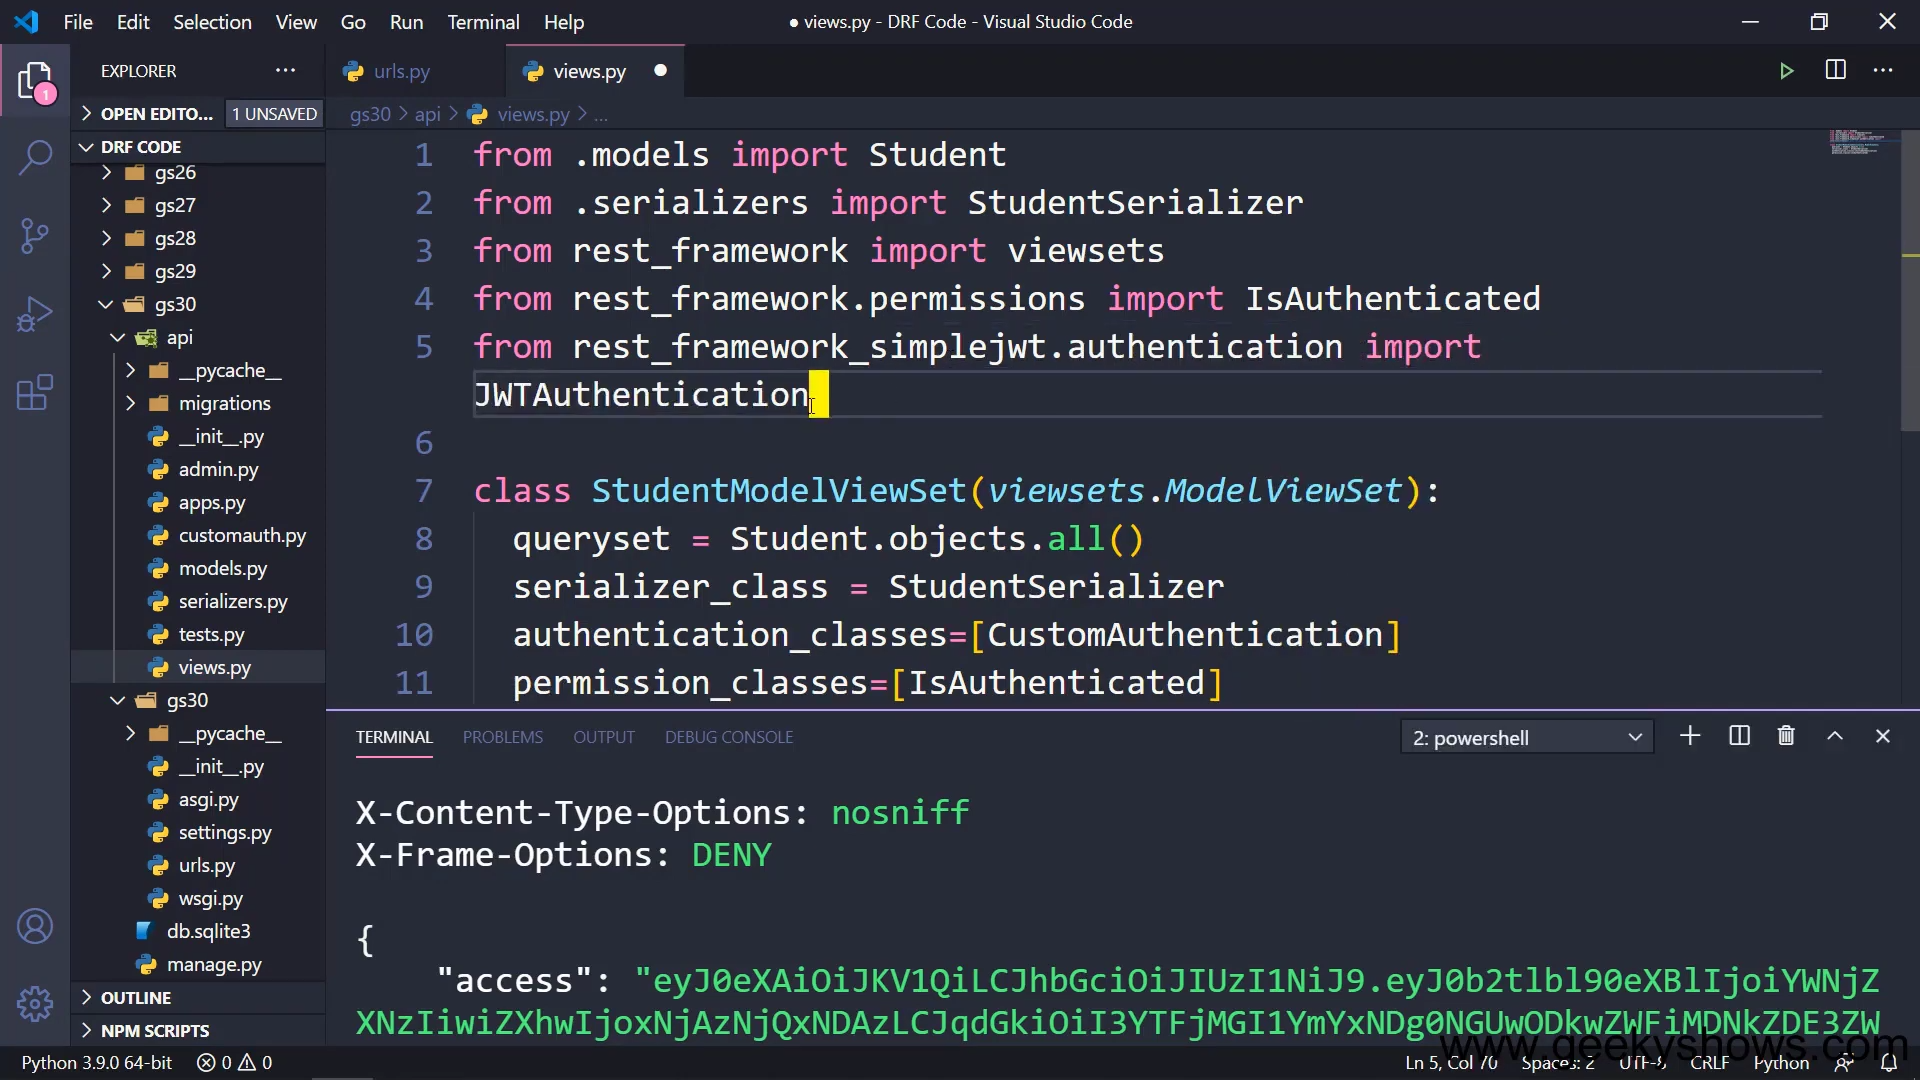 File Edit Selection View Go Run Terminal Help
● views.py - DRF Code - Visual Studio Code
EXPLORER
1
OPEN EDITO... 1 UNSAVED
DRF CODE
gs26
gs27
gs28
gs29
gs30
api
__pycache__
migrations
__init__.py
admin.py
apps.py
customauth.py
models.py
serializers.py
tests.py
views.py
gs30
__pycache__
__init__.py
asgi.py
settings.py
urls.py
wsgi.py
db.sqlite3
manage.py
OUTLINE
NPM SCRIPTS
urls.py views.py
gs30 > api > views.py > ...
1 from .models import Student
2 from .serializers import StudentSerializer
3 from rest_framework import viewsets
4 from rest_framework.permissions import IsAuthenticated
5 from rest_framework_simplejwt.authentication import
JWTAuthentication
6
7 class StudentModelViewSet(viewsets.ModelViewSet):
8 queryset = Student.objects.all()
9 serializer_class = StudentSerializer
10 authentication_classes=[CustomAuthentication]
11 permission_classes=[IsAuthenticated]
TERMINAL PROBLEMS OUTPUT DEBUG CONSOLE 2: powershell
X-Content-Type-Options: nosniff
X-Frame-Options: DENY
{
"access": "eyJ0eXAiOiJKV1QiLCJhbGciOiJIUzI1NiJ9.eyJ0b2tlbl90eXBlIjoiYWNjZ
XNzIiwiZXhwIjoxNjAzNjQxNDAzLCJqdGkiOiI3YTFjMGI1YmYxNDg0NGUwODkwZWFiMDNkZDE3ZW
www.geekyshows.com
Python 3.9.0 64-bit 0 0 Ln 5, Col 70 Spaces: 2 UTF-8 CRLF Python